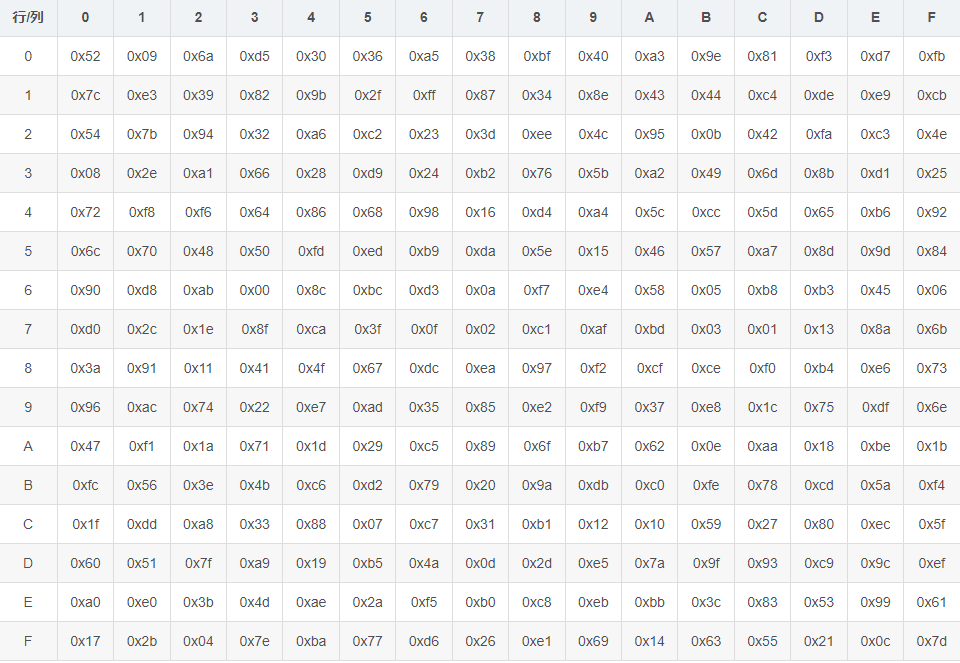 行/列 0 1 2 3 4 5 6 7 8 9 A B C D E F
0 0x52 0x09 0x6a 0xd5 0x30 0x36 0xa5 0x38 0xbf 0x40 0xa3 0x9e 0x81 0xf3 0xd7 0xfb
1 0x7c 0xe3 0x39 0x82 0x9b 0x2f 0xff 0x87 0x34 0x8e 0x43 0x44 0xc4 0xde 0xe9 0xcb
2 0x54 0x7b 0x94 0x32 0xa6 0xc2 0x23 0x3d 0xee 0x4c 0x95 0x0b 0x42 0xfa 0xc3 0x4e
3 0x08 0x2e 0xa1 0x66 0x28 0xd9 0x24 0xb2 0x76 0x5b 0xa2 0x49 0x6d 0x8b 0xd1 0x25
4 0x72 0xf8 0xf6 0x64 0x86 0x68 0x98 0x16 0xd4 0xa4 0x5c 0xcc 0x5d 0x65 0xb6 0x92
5 0x6c 0x70 0x48 0x50 0xfd 0xed 0xb9 0xda 0x5e 0x15 0x46 0x57 0xa7 0x8d 0x9d 0x84
6 0x90 0xd8 0xab 0x00 0x8c 0xbc 0xd3 0x0a 0xf7 0xe4 0x58 0x05 0xb8 0xb3 0x45 0x06
7 0xd0 0x2c 0x1e 0x8f 0xca 0x3f 0x0f 0x02 0xc1 0xaf 0xbd 0x03 0x01 0x13 0x8a 0x6b
8 0x3a 0x91 0x11 0x41 0x4f 0x67 0xdc 0xea 0x97 0xf2 0xcf 0xce 0xf0 0xb4 0xe6 0x73
9 0x96 0xac 0x74 0x22 0xe7 0xad 0x35 0x85 0xe2 0xf9 0x37 0xe8 0x1c 0x75 0xdf 0x6e
A 0x47 0xf1 0x1a 0x71 0x1d 0x29 0xc5 0x89 0x6f 0xb7 0x62 0x0e 0xaa 0x18 0xbe 0x1b
B 0xfc 0x56 0x3e 0x4b 0xc6 0xd2 0x79 0x20 0x9a 0xdb 0xc0 0xfe 0x78 0xcd 0x5a 0xf4
C 0x1f 0xdd 0xa8 0x33 0x88 0x07 0xc7 0x31 0xb1 0x12 0x10 0x59 0x27 0x80 0xec 0x5f
D 0x60 0x51 0x7f 0xa9 0x19 0xb5 0x4a 0x0d 0x2d 0xe5 0x7a 0x9f 0x93 0xc9 0x9c 0xef
E 0xa0 0xe0 0x3b 0x4d 0xae 0x2a 0xf5 0xb0 0xc8 0xeb 0xbb 0x3c 0x83 0x53 0x99 0x61
F 0x17 0x2b 0x04 0x7e 0xba 0x77 0xd6 0x26 0xe1 0x69 0x14 0x63 0x55 0x21 0x0c 0x7d